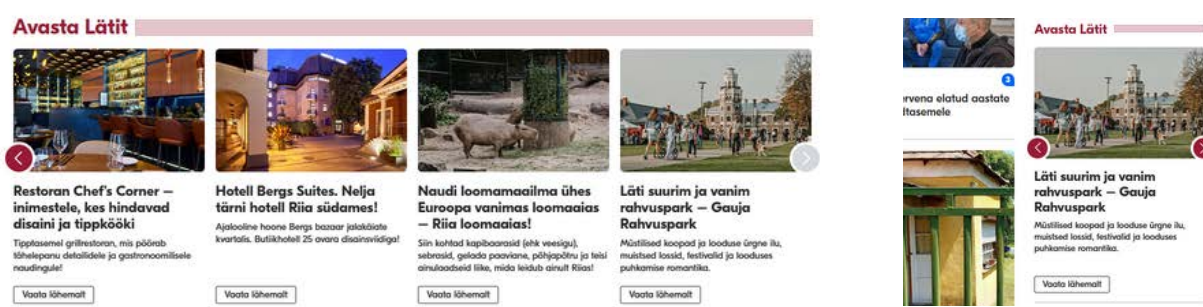 Avasta Lätit
Restoran Chef's Corner –
inimestele, kes hindavad
disaini ja tippkööki
Tipptasemel grillrestoran, mis pöörab
tähelepanu detailidele ja gastronoomilisele
naudingule!
Vaata lähemalt
Hotell Bergs Suites. Nelja
tärni hotell Riia südames!
Ajalooline hoone Bergs bazaar jalakäiate
kvartalis. Butiikhotell 25 avara disainsviidiga!
Vaata lähemalt
Naudi loomamaailma ühes
Euroopa vanimas loomaaias
– Riia loomaaias!
Siin kohtad kapibaarasid (ehk veesigu),
sebrasid, gelada paaviane, põhjapõtru ja teisi
ainulaadseid liike, mida leidub ainult Riias!
Vaata lähemalt
Läti suurim ja vanim
rahvuspark – Gauja
Rahvuspark
Müstilised koopad ja looduse ürgne ilu,
muistsed lossid, festivalid ja looduses
puhkamise romantika.
Vaata lähemalt
3
ervena elatud aastate
Itasemele
Avasta Lätit
Läti suurim ja vanim
rahvuspark – Gauja
Rahvuspark
Müstilised koopad ja looduse ürgne ilu,
muistsed lossid, festivalid ja looduses
puhkamise romantika.
Vaata lähemalt